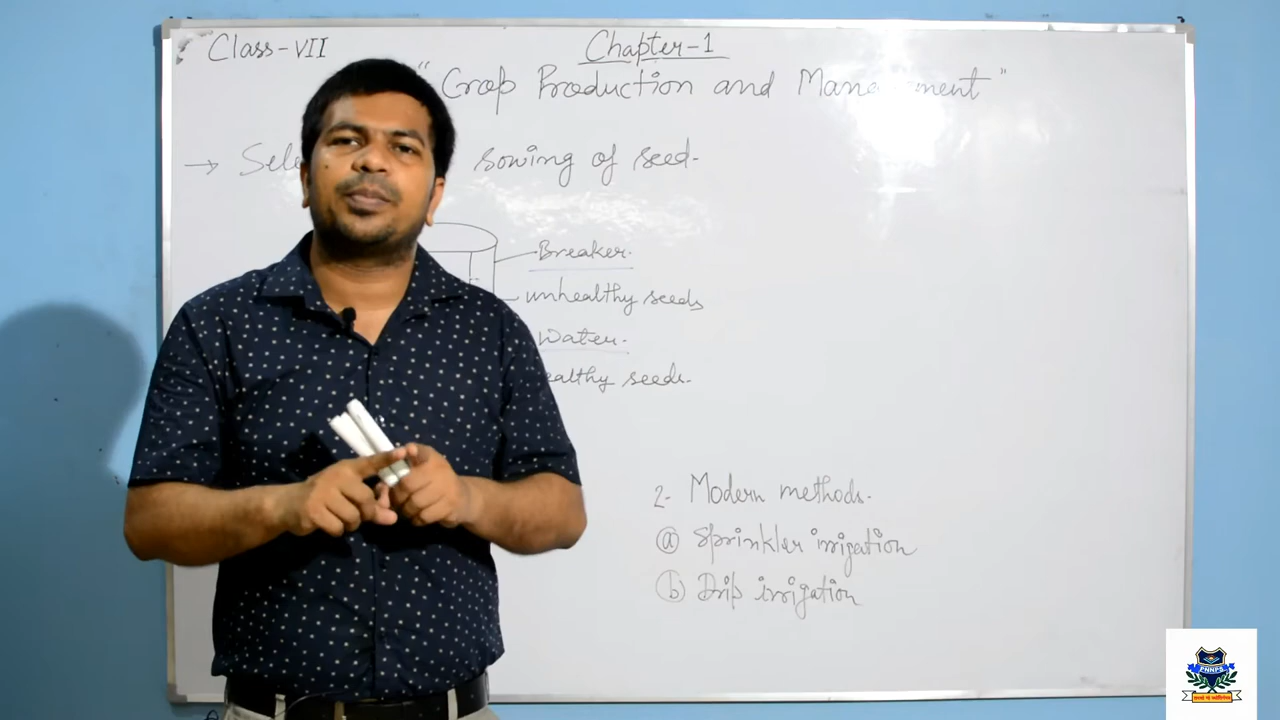 Class-VII
Chapter-1
"Crop Production and Management"
→ Sele sowing of seed-
Breaker.
unhealthy seeds
Water.
ealthy seeds.
2- Modern methods.
ⓐ Sprinkler irrigation
ⓑ Drip irrigation